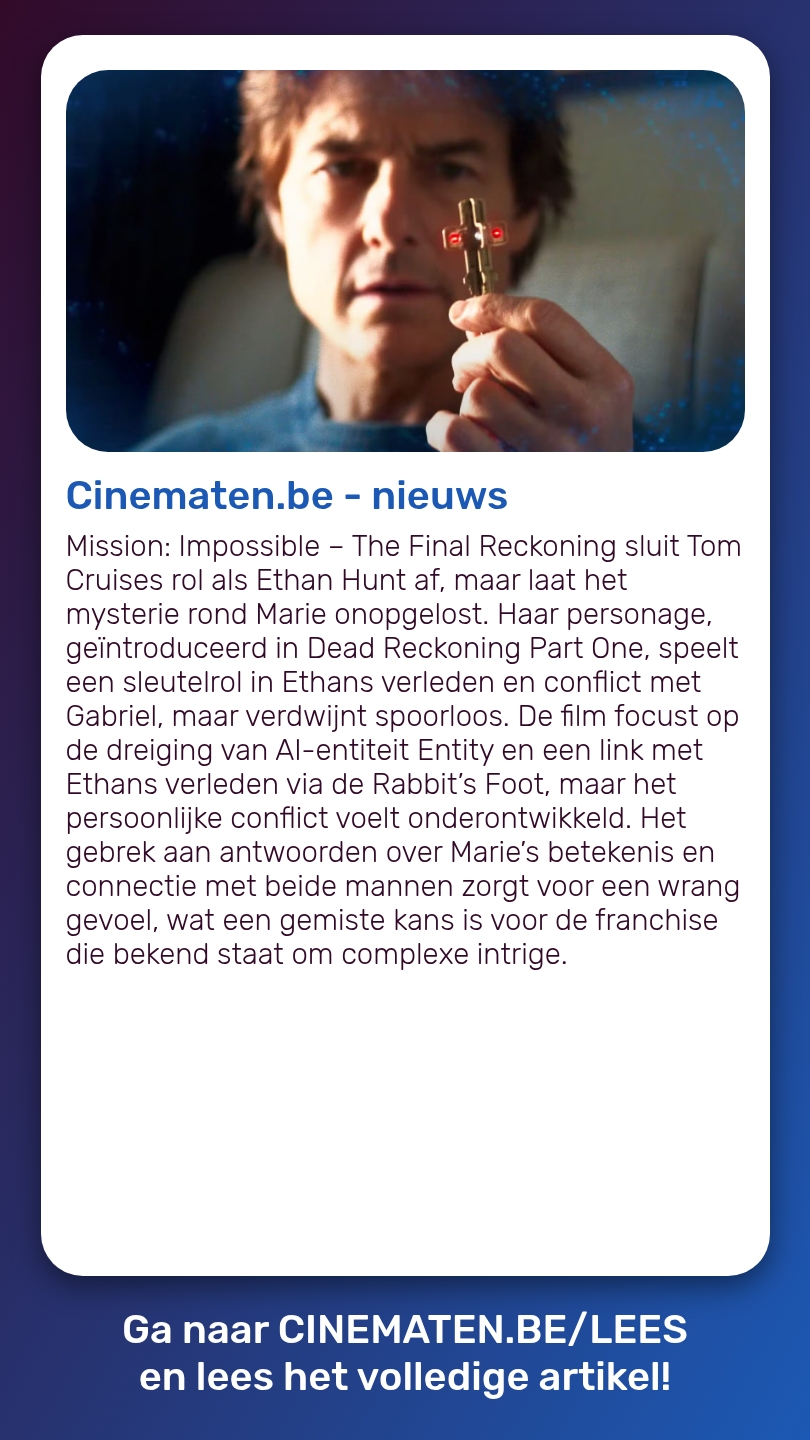 Cinematen.be - nieuws
Mission: Impossible – The Final Reckoning sluit Tom
Cruises rol als Ethan Hunt af, maar laat het
mysterie rond Marie onopgelost. Haar personage,
geïntroduceerd in Dead Reckoning Part One, speelt
een sleutelrol in Ethans verleden en conflict met
Gabriel, maar verdwijnt spoorloos. De film focust op
de dreiging van AI-entiteit Entity en een link met
Ethans verleden via de Rabbit’s Foot, maar het
persoonlijke conflict voelt onderontwikkeld. Het
gebrek aan antwoorden over Marie’s betekenis en
connectie met beide mannen zorgt voor een wrang
gevoel, wat een gemiste kans is voor de franchise
die bekend staat om complexe intrige.
Ga naar CINEMATEN.BE/LEES
en lees het volledige artikel!